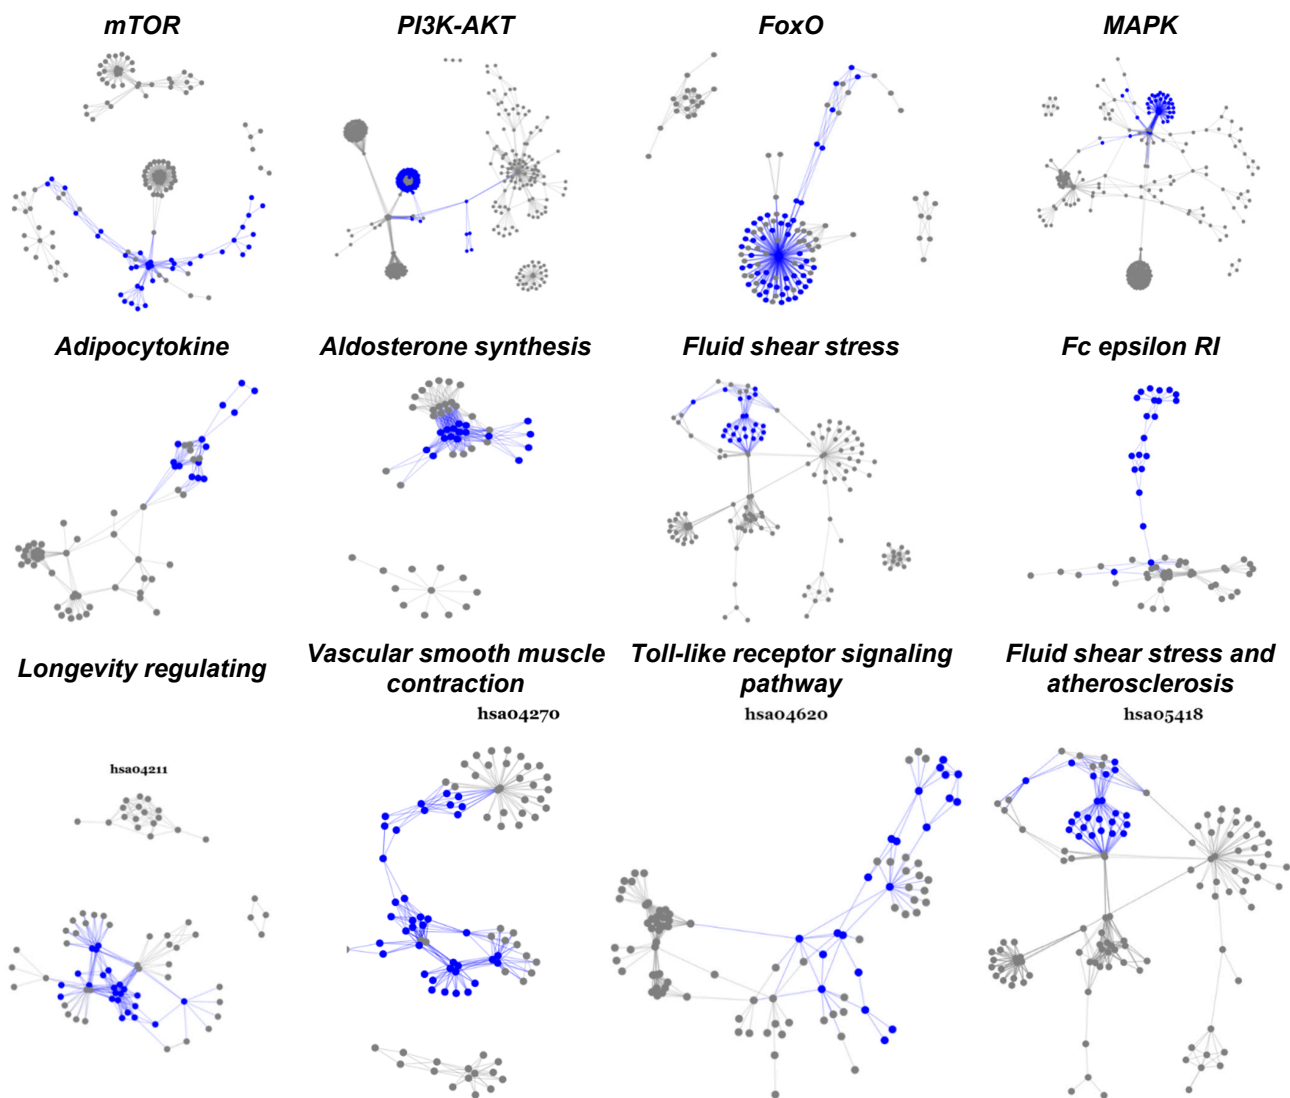 mTOR
PI3K-AKT
FoxO
MAPK
Adipocytokine
Aldosterone synthesis
Fluid shear stress
Fc epsilon RI
Longevity regulating
hsa04211
Vascular smooth muscle
contraction
hsa04270
Toll-like receptor signaling
pathway
hsa04620
Fluid shear stress and
atherosclerosis
hsa05418